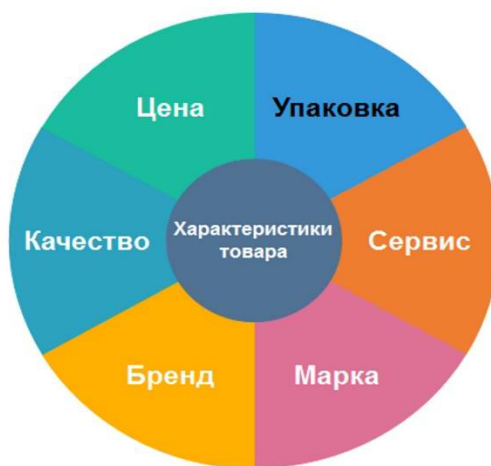 Цена
Упаковка
Качество
Характеристики
товара
Сервис
Бренд
Марка